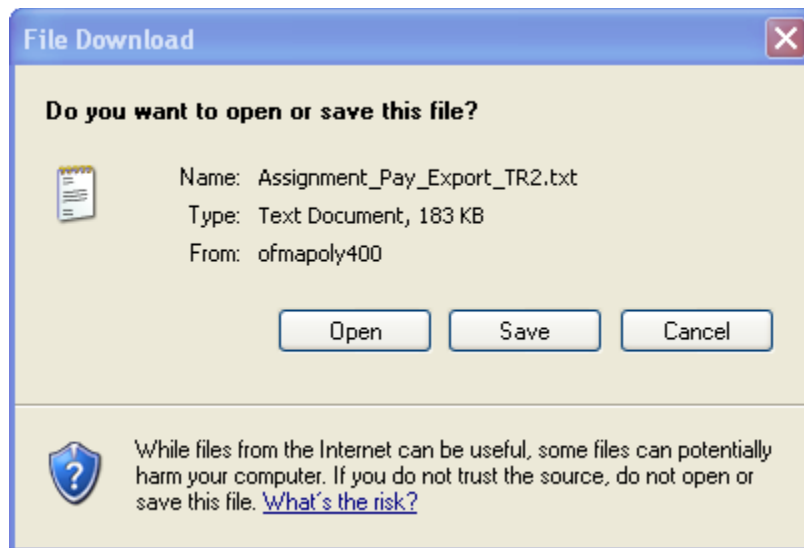 File Download
Do you want to open or save this file?
Name: Assignment_Pay_Export_TR2.txt
Type: Text Document, 183 KB
From: ofmapoly400
Open Save Cancel
While files from the Internet can be useful, some files can potentially
harm your computer. If you do not trust the source, do not open or
save this file. What's the risk?